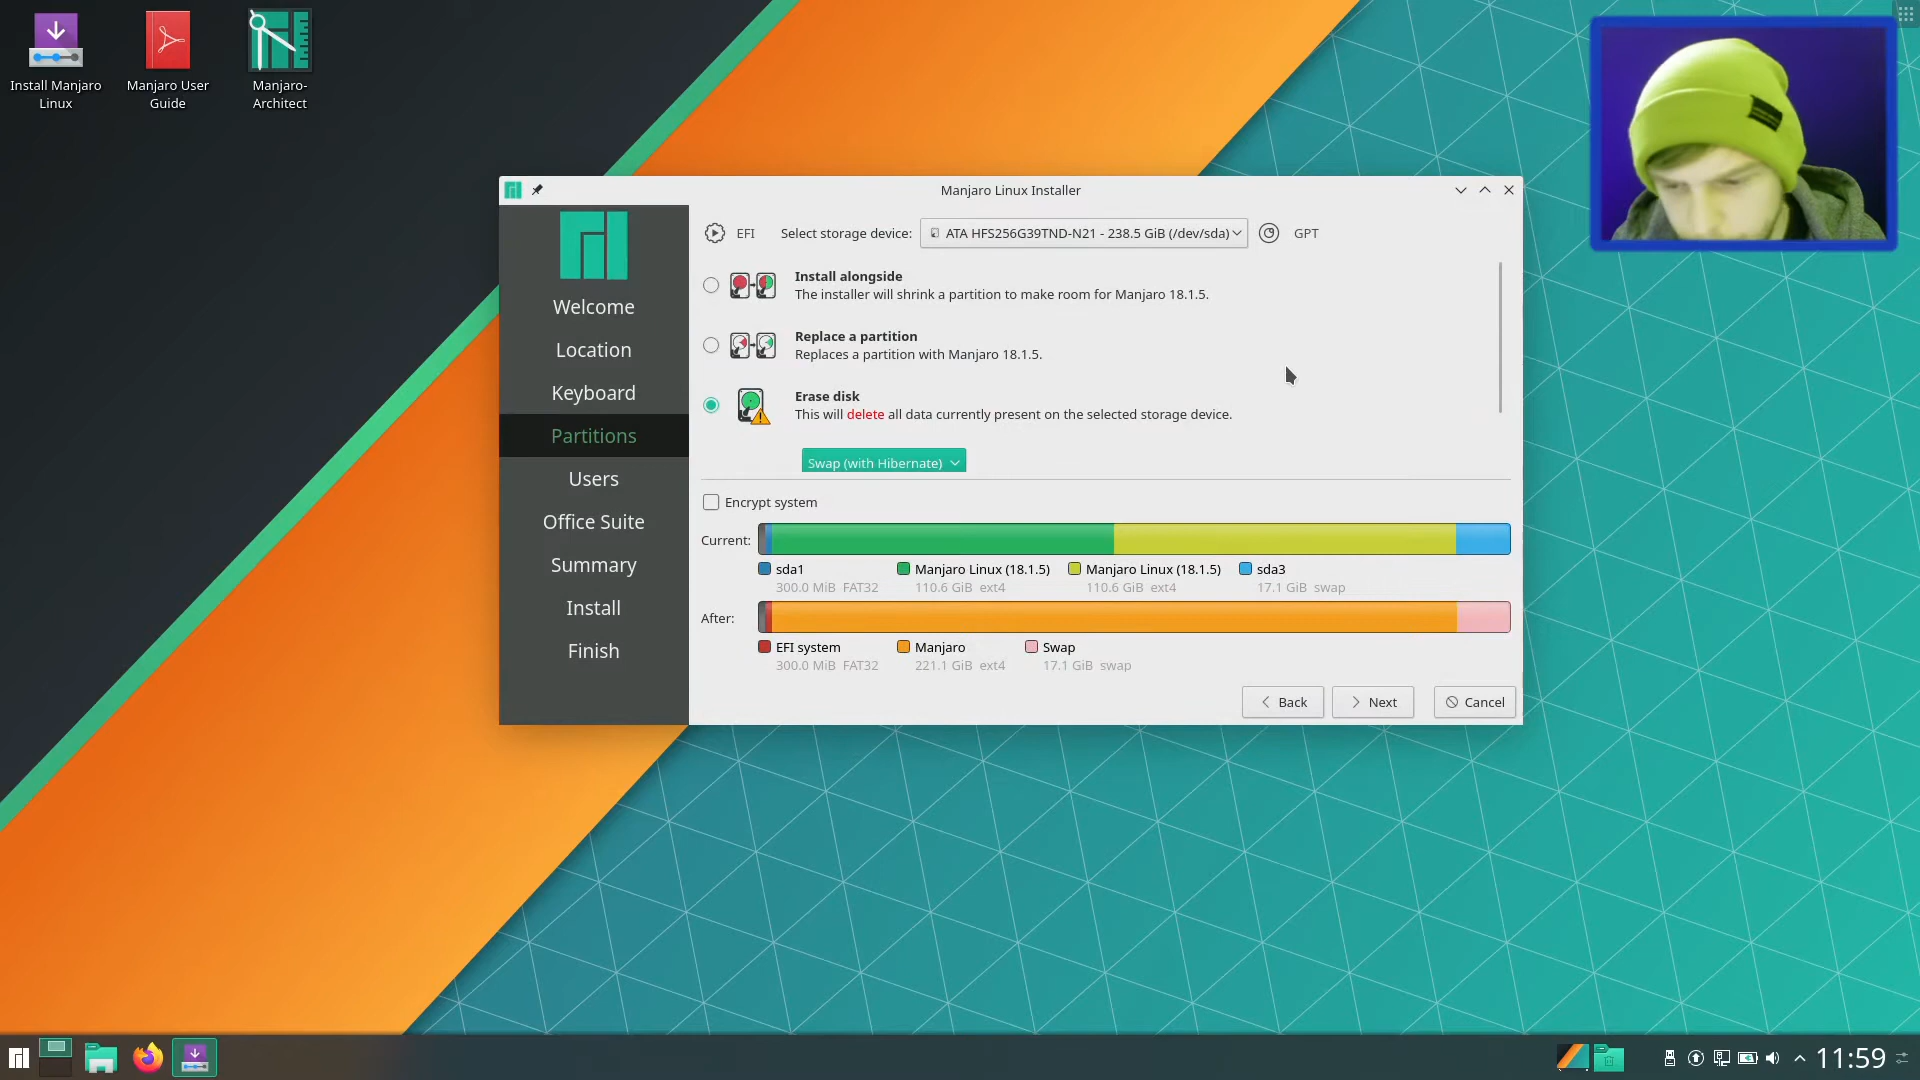 Install Manjaro
Linux
Manjaro User
Guide
Manjaro-
Architect
Manjaro Linux Installer
Welcome
Location
Keyboard
Partitions
Users
Office Suite
Summary
Install
Finish
EFI
Select storage device:
ATA HFS256G39TND-N21 - 238.5 GiB (/dev/sda)
GPT
Install alongside
The installer will shrink a partition to make room for Manjaro 18.1.5.
Replace a partition
Replaces a partition with Manjaro 18.1.5.
Erase disk
This will delete all data currently present on the selected storage device.
Swap (with Hibernate)
Encrypt system
Current:
sda1
300.0 MiB FAT32
Manjaro Linux (18.1.5)
110.6 GiB ext4
Manjaro Linux (18.1.5)
110.6 GiB ext4
sda3
17.1 GiB swap
After:
EFI system
300.0 MiB FAT32
Manjaro
221.1 GiB ext4
Swap
17.1 GiB swap
Back
Next
Cancel
11:59